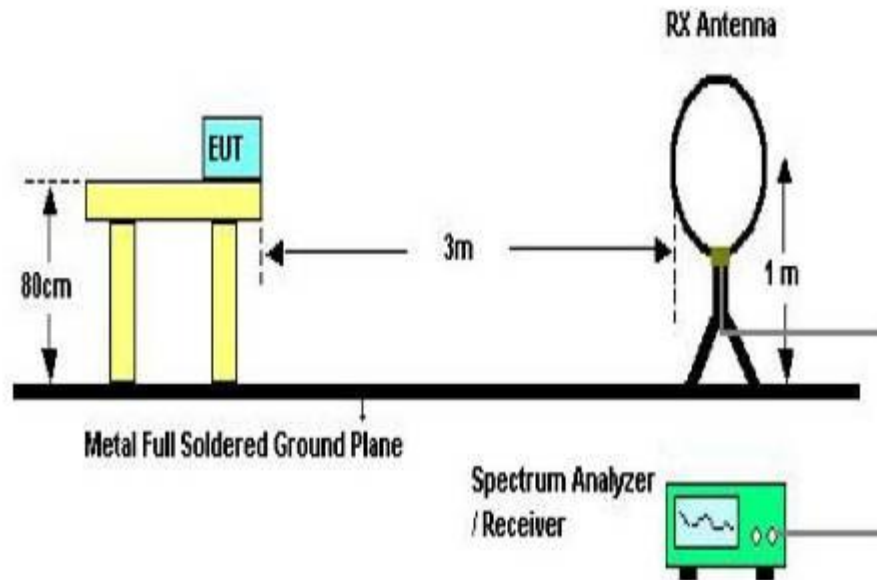 RX Antenna
EUT
3m
80cm
1 m
Metal Full Soldered Ground Plane
Spectrum Analyzer
/ Receiver